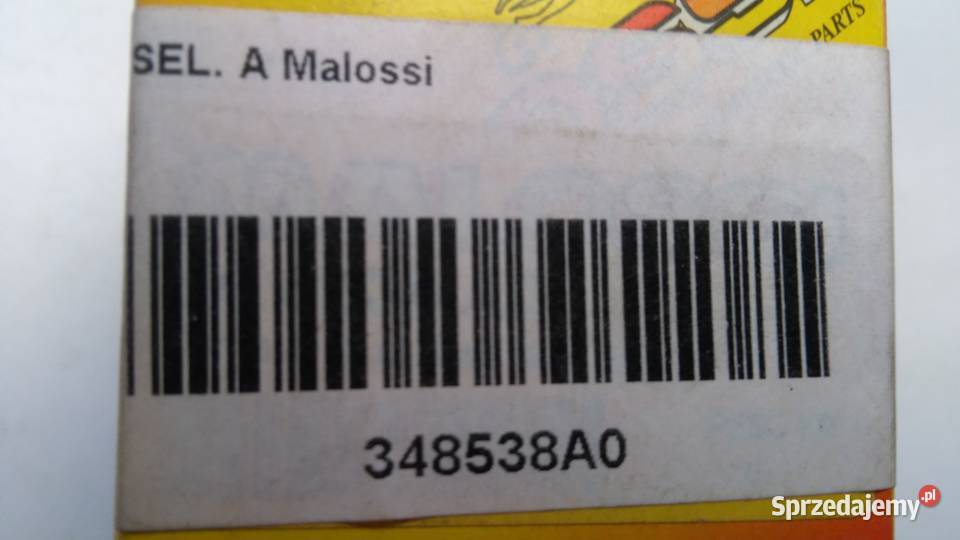 PARTS
SEL. A Malossi
348538A0
Sprzedajemy.pl